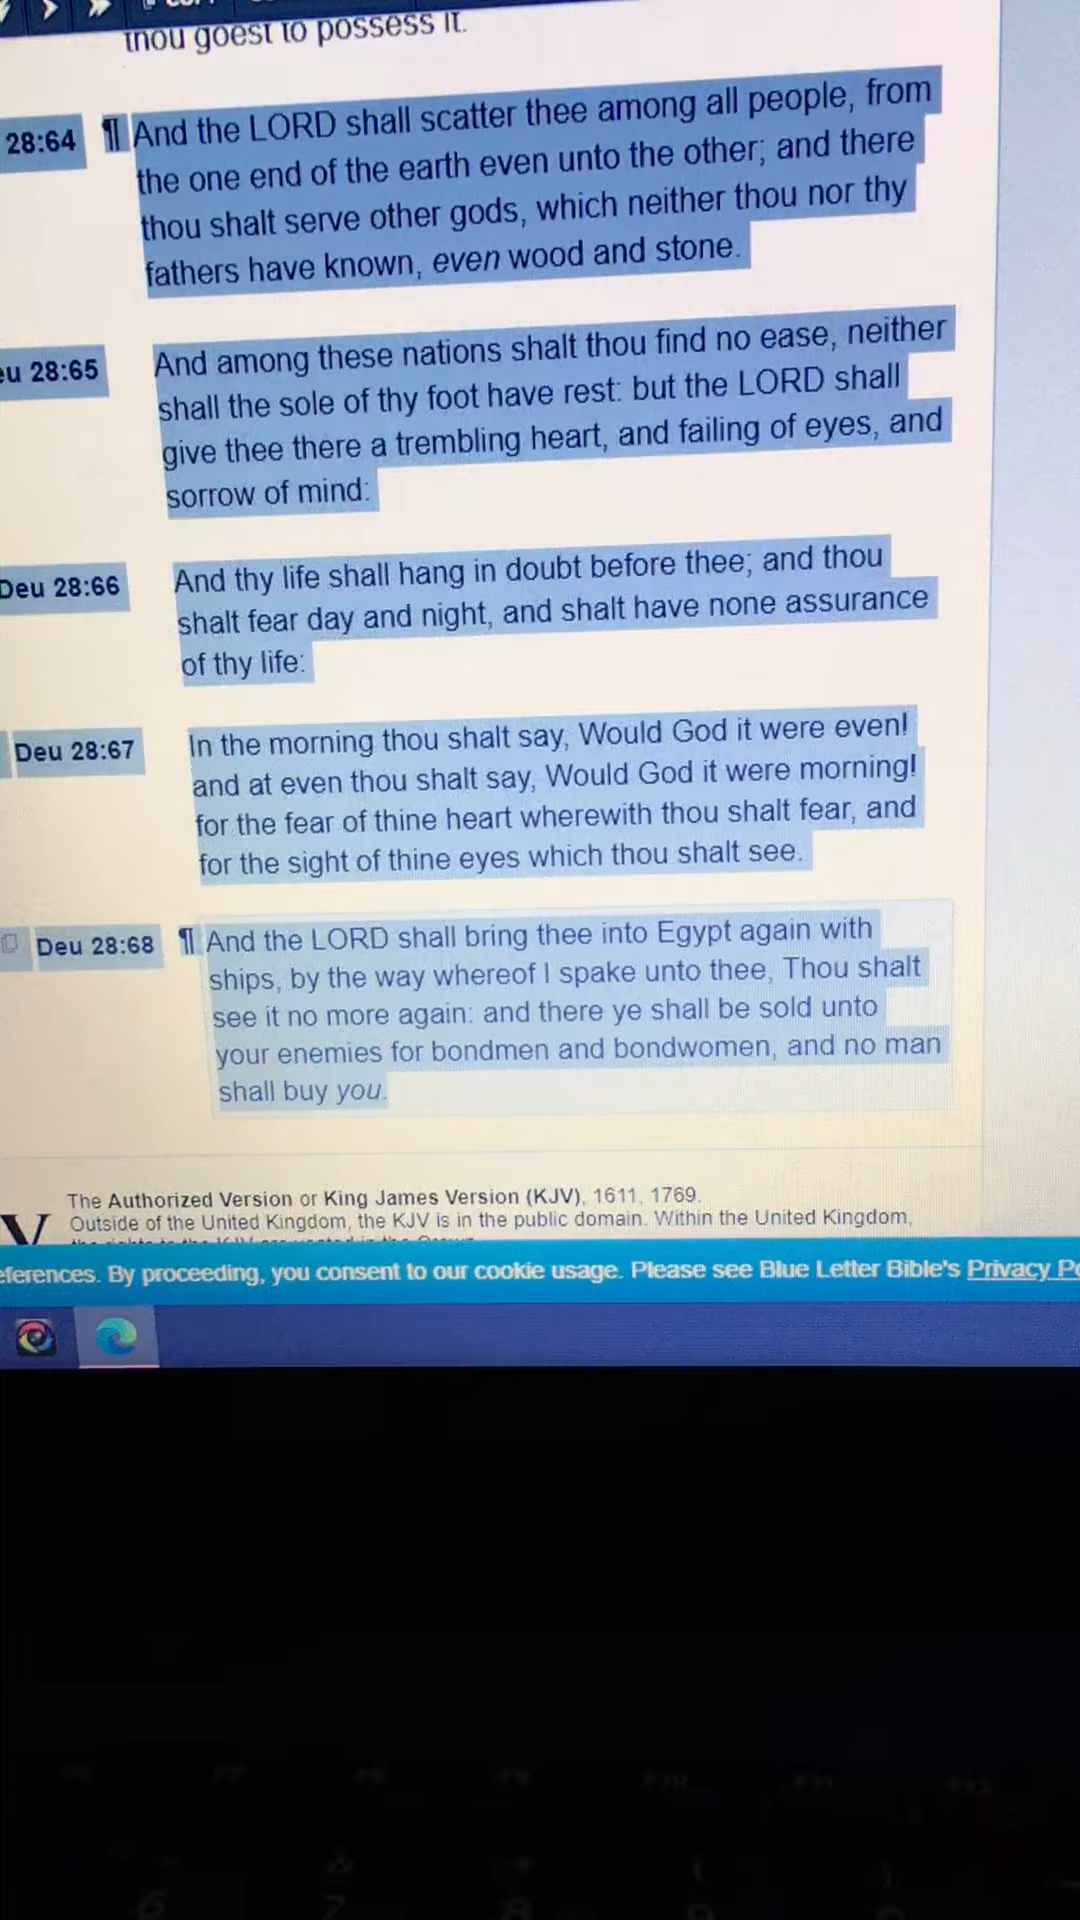 thou goest to possess it.
28:64 ¶ And the LORD shall scatter thee among all people, from
the one end of the earth even unto the other; and there
thou shalt serve other gods, which neither thou nor thy
fathers have known, even wood and stone.
eu 28:65 And among these nations shalt thou find no ease, neither
shall the sole of thy foot have rest: but the LORD shall
give thee there a trembling heart, and failing of eyes, and
sorrow of mind:
Deu 28:66 And thy life shall hang in doubt before thee; and thou
shalt fear day and night, and shalt have none assurance
of thy life:
Deu 28:67 In the morning thou shalt say, Would God it were even!
and at even thou shalt say, Would God it were morning!
for the fear of thine heart wherewith thou shalt fear, and
for the sight of thine eyes which thou shalt see.
Deu 28:68 ¶ And the LORD shall bring thee into Egypt again with
ships, by the way whereof I spake unto thee, Thou shalt
see it no more again: and there ye shall be sold unto
your enemies for bondmen and bondwomen, and no man
shall buy you.
The Authorized Version or King James Version (KJV), 1611, 1769.
V Outside of the United Kingdom, the KJV is in the public domain. Within the United Kingdom,
eferences. By proceeding, you consent to our cookie usage. Please see Blue Letter Bible's Privacy Po
6 7 8